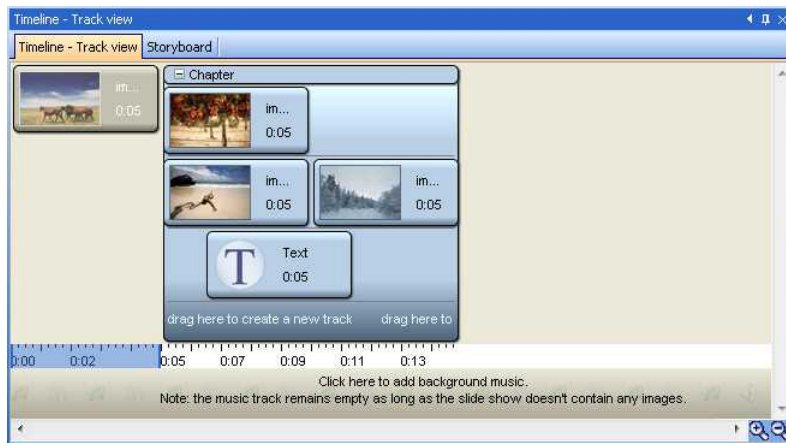 Timeline - Track view
Timeline - Track view Storyboard
im...
0:05
Chapter
im...
0:05
im...
0:05
im...
0:05
T
Text
0:05
drag here to create a new track drag here to
0:00 0:02 0:05 0:07 0:09 0:11 0:13
Click here to add background music.
Note: the music track remains empty as long as the slide show doesn't contain any images.